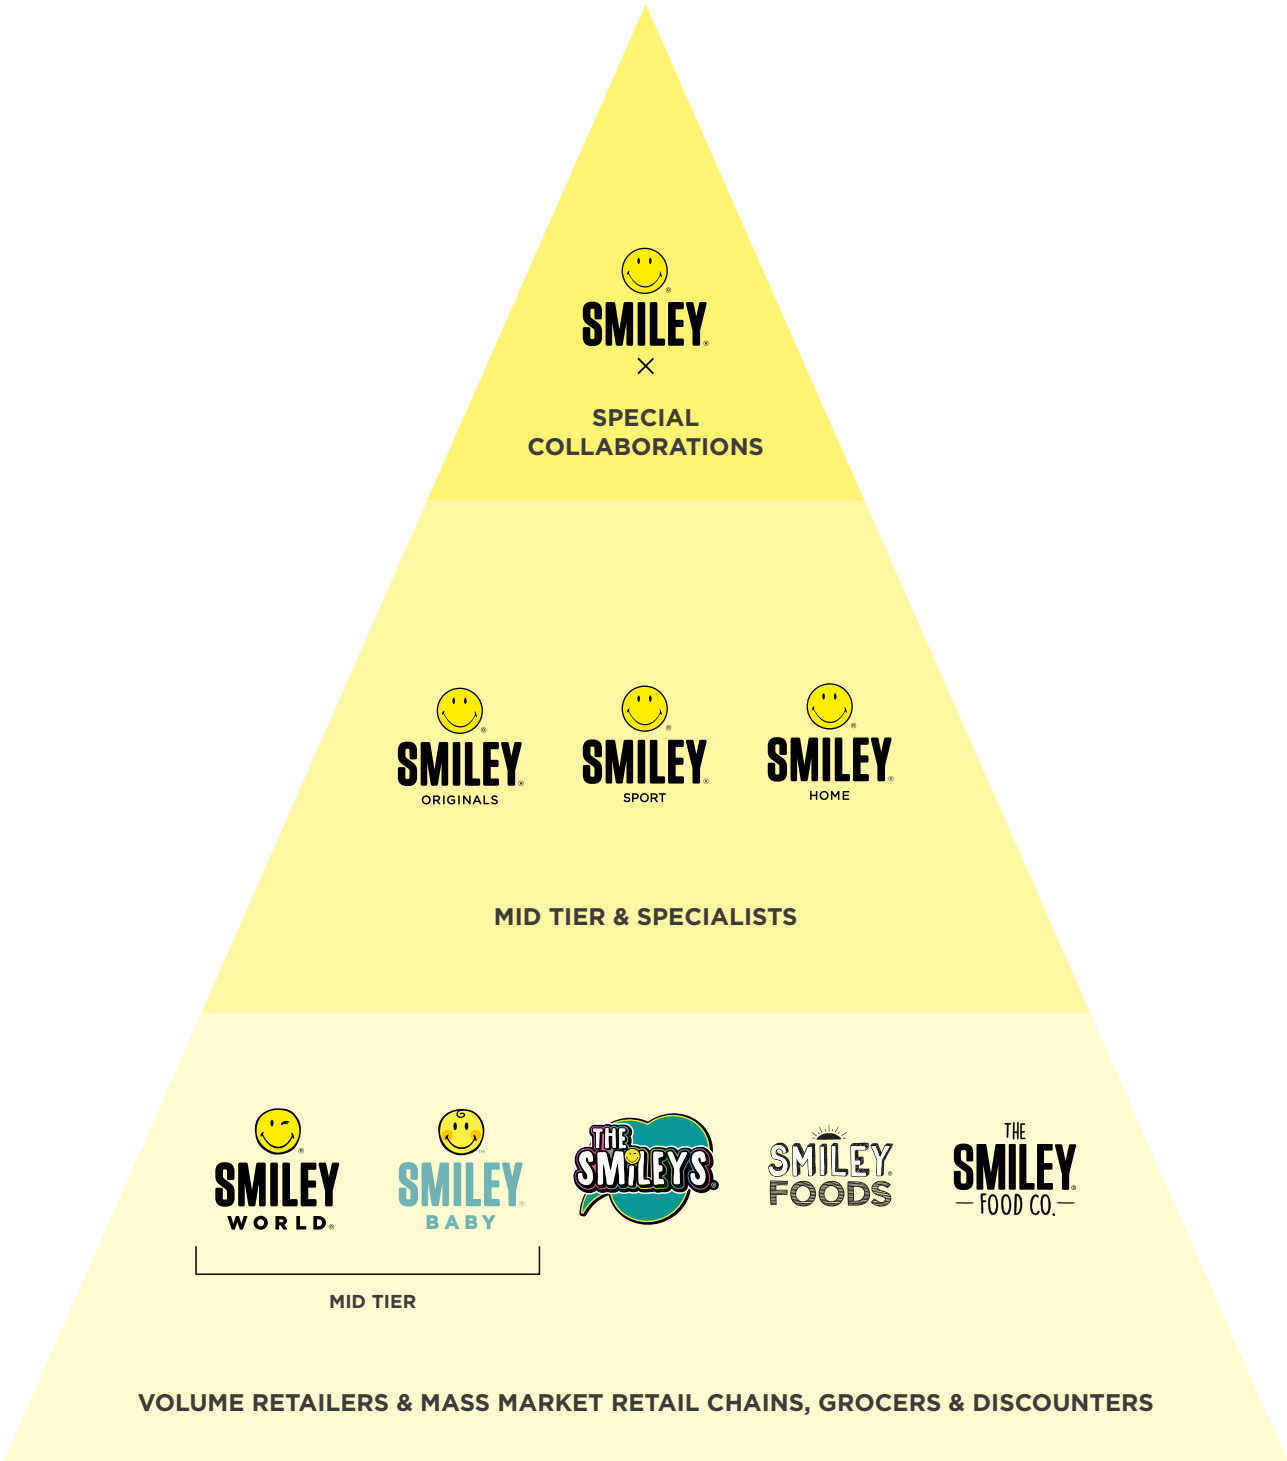 SMILEY®
×
SPECIAL
COLLABORATIONS
SMILEY®
ORIGINALS
SMILEY®
SPORT
SMILEY®
HOME
MID TIER & SPECIALISTS
SMILEY
WORLD®
SMILEY®
BABY
THE
SMILEYS®
SMILEY®
FOODS
THE
SMILEY®
FOOD CO.
MID TIER
VOLUME RETAILERS & MASS MARKET RETAIL CHAINS, GROCERS & DISCOUNTERS